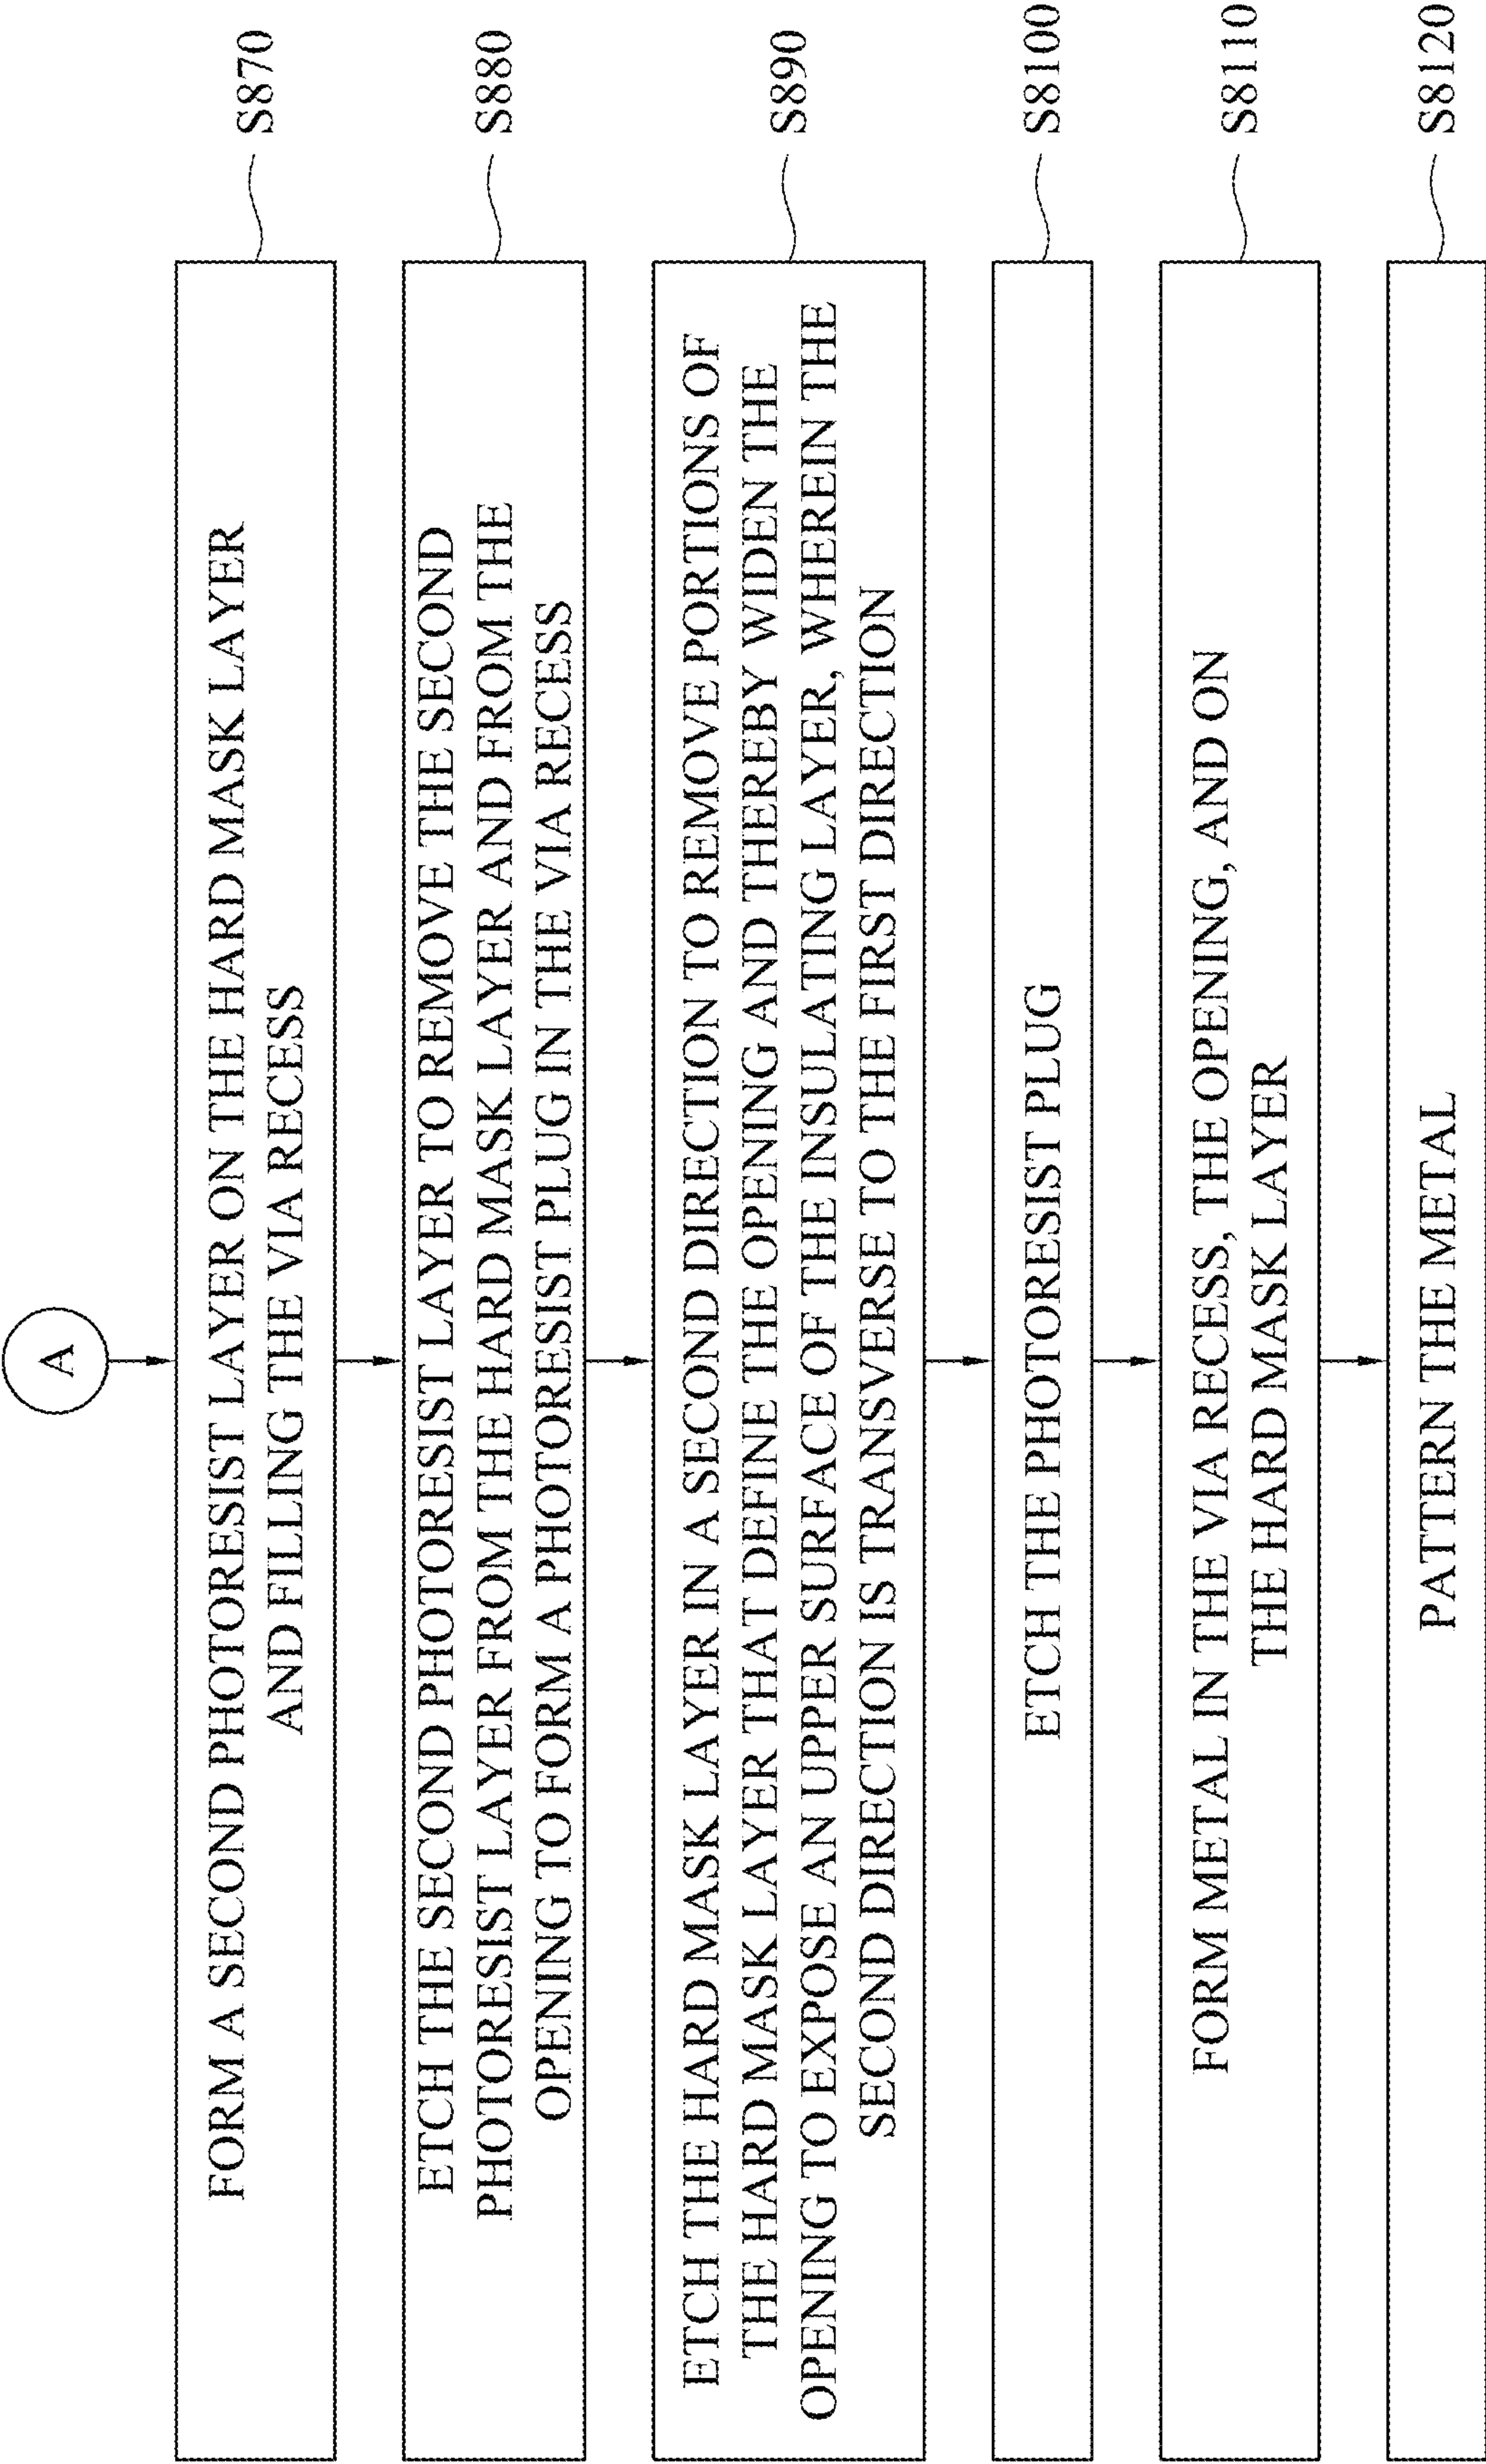 A
FORM A SECOND PHOTORESIST LAYER ON THE HARD MASK LAYER
AND FILLING THE VIA RECESS
S870
ETCH THE SECOND PHOTORESIST LAYER TO REMOVE THE SECOND
PHOTORESIST LAYER FROM THE HARD MASK LAYER AND FROM THE
OPENING TO FORM A PHOTORESIST PLUG IN THE VIA RECESS
S880
ETCH THE HARD MASK LAYER IN A SECOND DIRECTION TO REMOVE PORTIONS OF
THE HARD MASK LAYER THAT DEFINE THE OPENING AND THEREBY WIDEN THE
OPENING TO EXPOSE AN UPPER SURFACE OF THE INSULATING LAYER, WHEREIN THE
SECOND DIRECTION IS TRANSVERSE TO THE FIRST DIRECTION
S890
ETCH THE PHOTORESIST PLUG
S8100
FORM METAL IN THE VIA RECESS, THE OPENING, AND ON
THE HARD MASK LAYER
S8110
PATTERN THE METAL
S8120